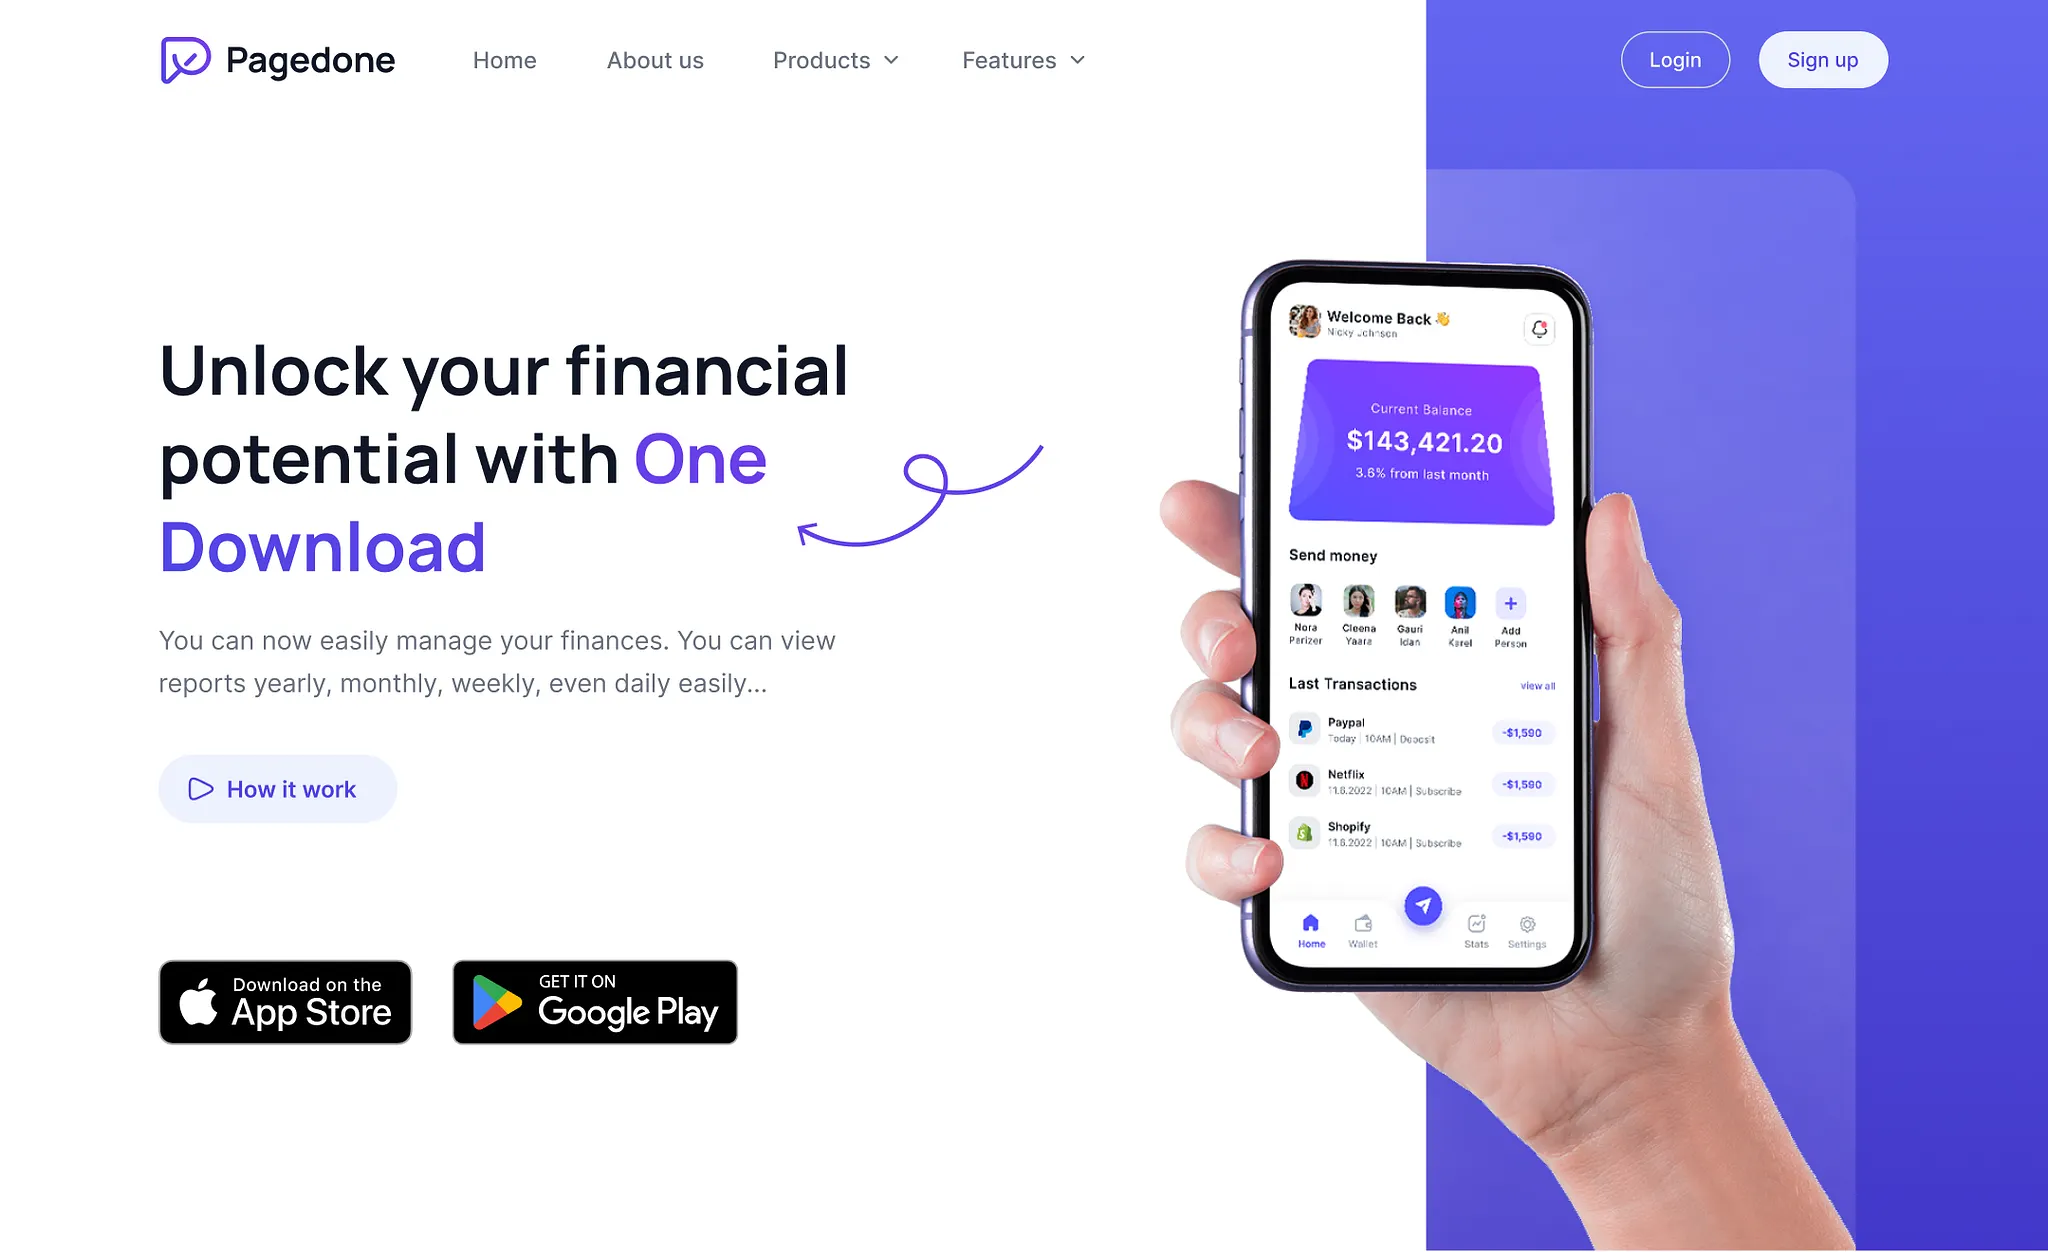 Pagedone
Home
About us
Products
Features
Login
Sign up
Unlock your financial
potential with One
Download
You can now easily manage your finances. You can view
reports yearly, monthly, weekly, even daily easily...
How it work
Download on the
App Store
GET IT ON
Google Play
Welcome Back 👋
Nicky Johnson
Current Balance
$143,421.20
3.6% from last month
Send money
Nora
Parizer
Cleena
Yaara
Gauri
Idan
Anil
Karel
Add
Person
Last Transactions
view all
Paypal
Today | 10AM | Deposit
-$1,590
Netflix
11.6.2022 | 10AM | Subscribe
-$1,590
Shopify
11.6.2022 | 10AM | Subscribe
-$1,590
Home
Wallet
Stats
Settings